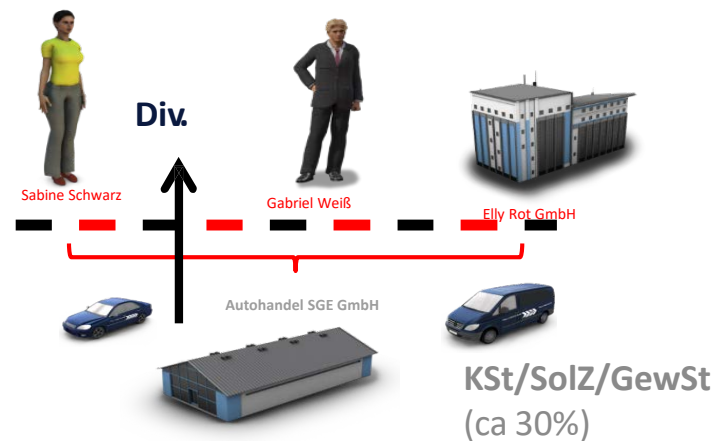 Div.
Sabine Schwarz
Gabriel Weiß
Elly Rot GmbH
Autohandel SGE GmbH
KSt/SolZ/GewSt
(ca 30%)